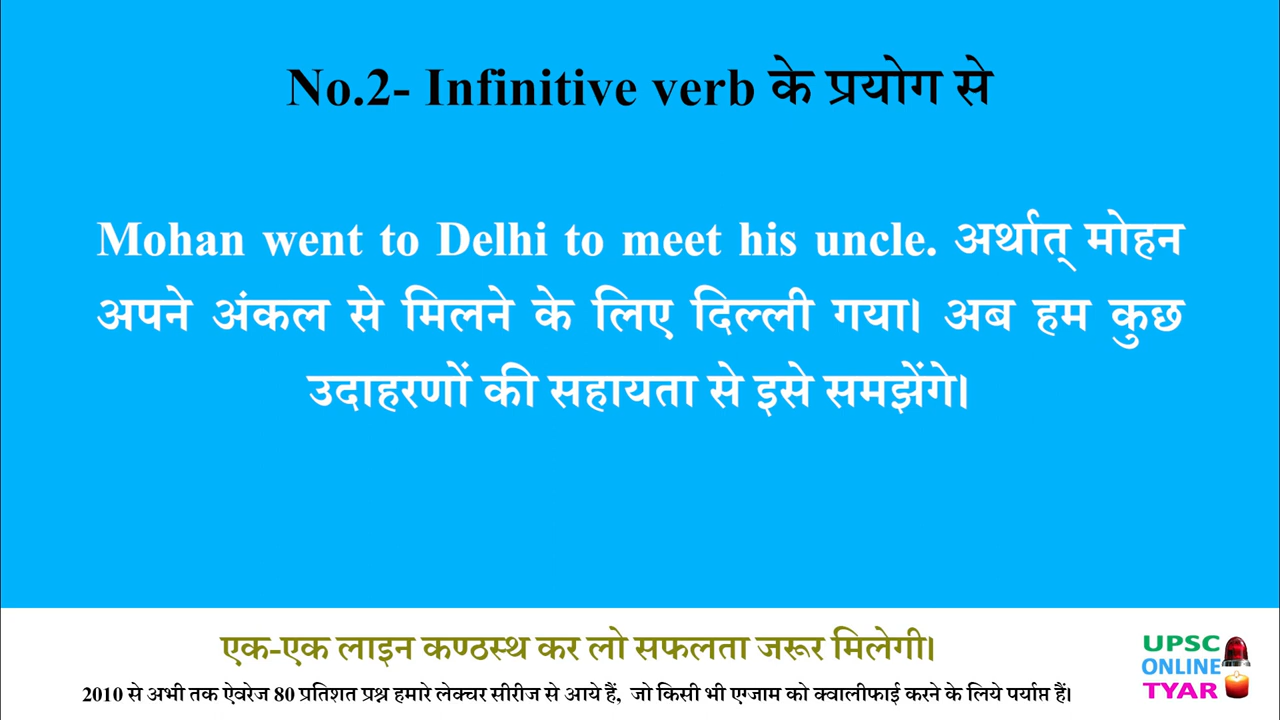 No.2- Infinitive verb के प्रयोग से
Mohan went to Delhi to meet his uncle. अर्थात् मोहन
अपने अंकल से मिलने के लिए दिल्ली गया। अब हम कुछ
उदाहरणों की सहायता से इसे समझेंगे।
एक-एक लाइन कण्ठस्थ कर लो सफलता जरूर मिलेगी।
2010 से अभी तक ऐवरेज 80 प्रतिशत प्रश्न हमारे लेक्चर सीरीज से आये हैं, जो किसी भी एग्जाम को क्वालीफाई करने के लिये पर्याप्त हैं।
UPSC
ONLINE
TYAR